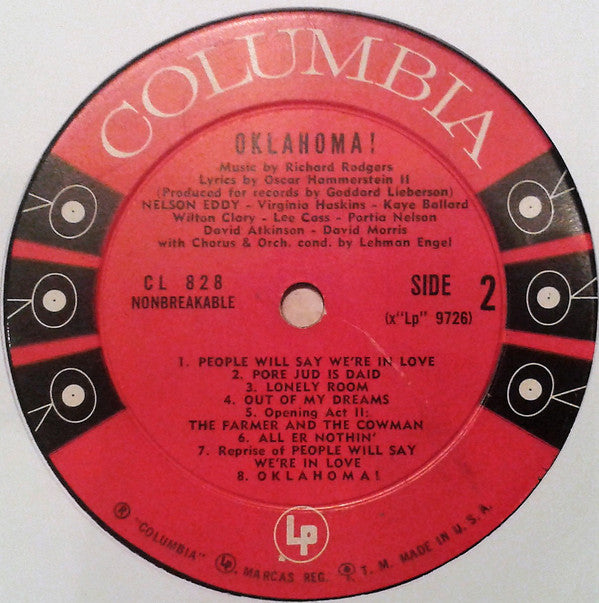 COLUMBIA
OKLAHOMA!
Music by Richard Rodgers
Lyrics by Oscar Hammerstein II
(Produced for records by Goddard Lieberson)
NELSON EDDY - Virginia Haskins - Kaye Ballard
Wilton Clary - Lee Cass - Portia Nelson
David Atkinson - David Morris
with Chorus & Orch. cond. by Lehman Engel
CL 828
NONBREAKABLE
SIDE 2
(x"Lp" 9726)
1. PEOPLE WILL SAY WE'RE IN LOVE
2. PORE JUD IS DAID
3. LONELY ROOM
4. OUT OF MY DREAMS
5. Opening Act II:
THE FARMER AND THE COWMAN
6. ALL ER NOTHIN'
7. Reprise of PEOPLE WILL SAY
WE'RE IN LOVE
8. OKLAHOMA!
Lp
® "COLUMBIA" Lp. MARCAS REG. ® T. M. MADE IN U. S. A.